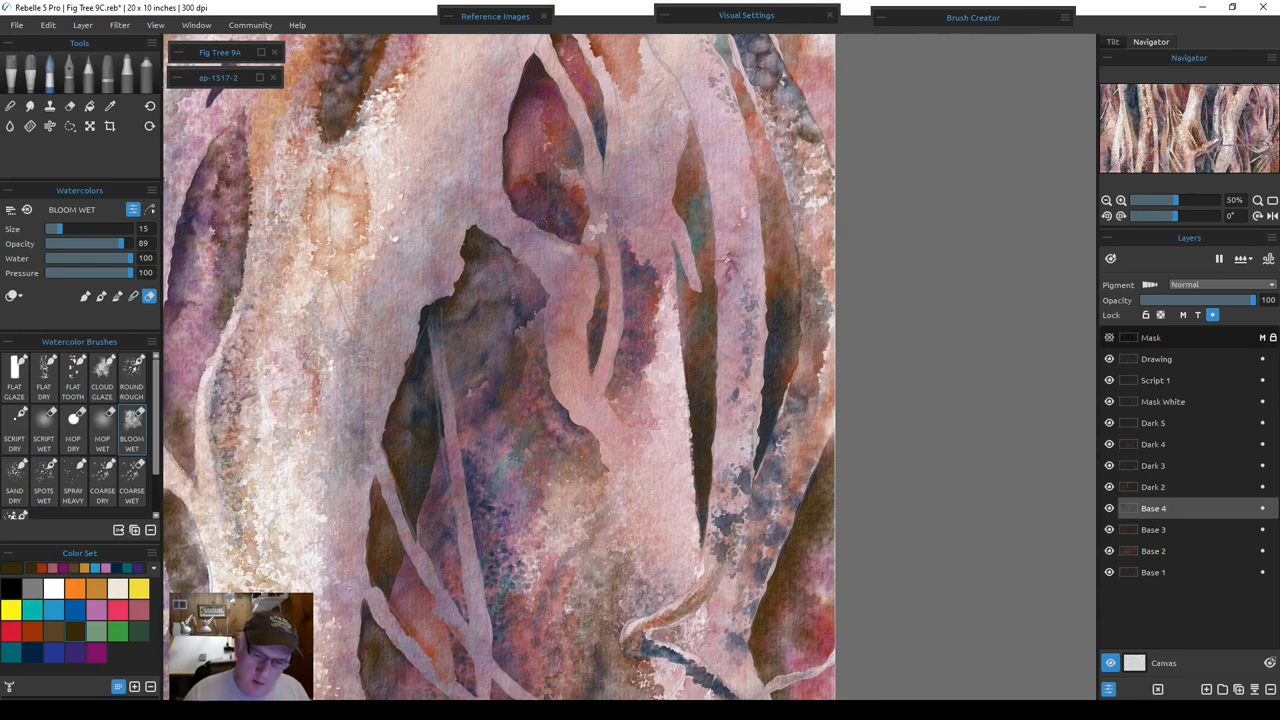 Rebelle 5 Pro | Fig Tree 9C.reb* | 20 x 10 inches | 300 dpi
File Edit Layer Filter View Window Community Help
Reference Images
Visual Settings
Brush Creator
Tools
Fig Tree 9A
ap-1517-2
Watercolors
BLOOM WET
Size 15
Opacity 89
Water 100
Pressure 100
Watercolor Brushes
FLAT GLAZE
FLAT DRY
FLAT TOOTH
CLOUD GLAZE
ROUND ROUGH
SCRIPT DRY
SCRIPT WET
MOP DRY
MOP WET
BLOOM WET
SAND DRY
SPOTS WET
SPRAY HEAVY
COARSE DRY
COARSE WET
Color Set
Tilt Navigator
Navigator
50%
0°
Layers
Pigment Normal
Opacity 100
Lock M T
Mask M
Drawing
Script 1
Mask White
Dark 5
Dark 4
Dark 3
Dark 2
Base 4
Base 3
Base 2
Base 1
Canvas